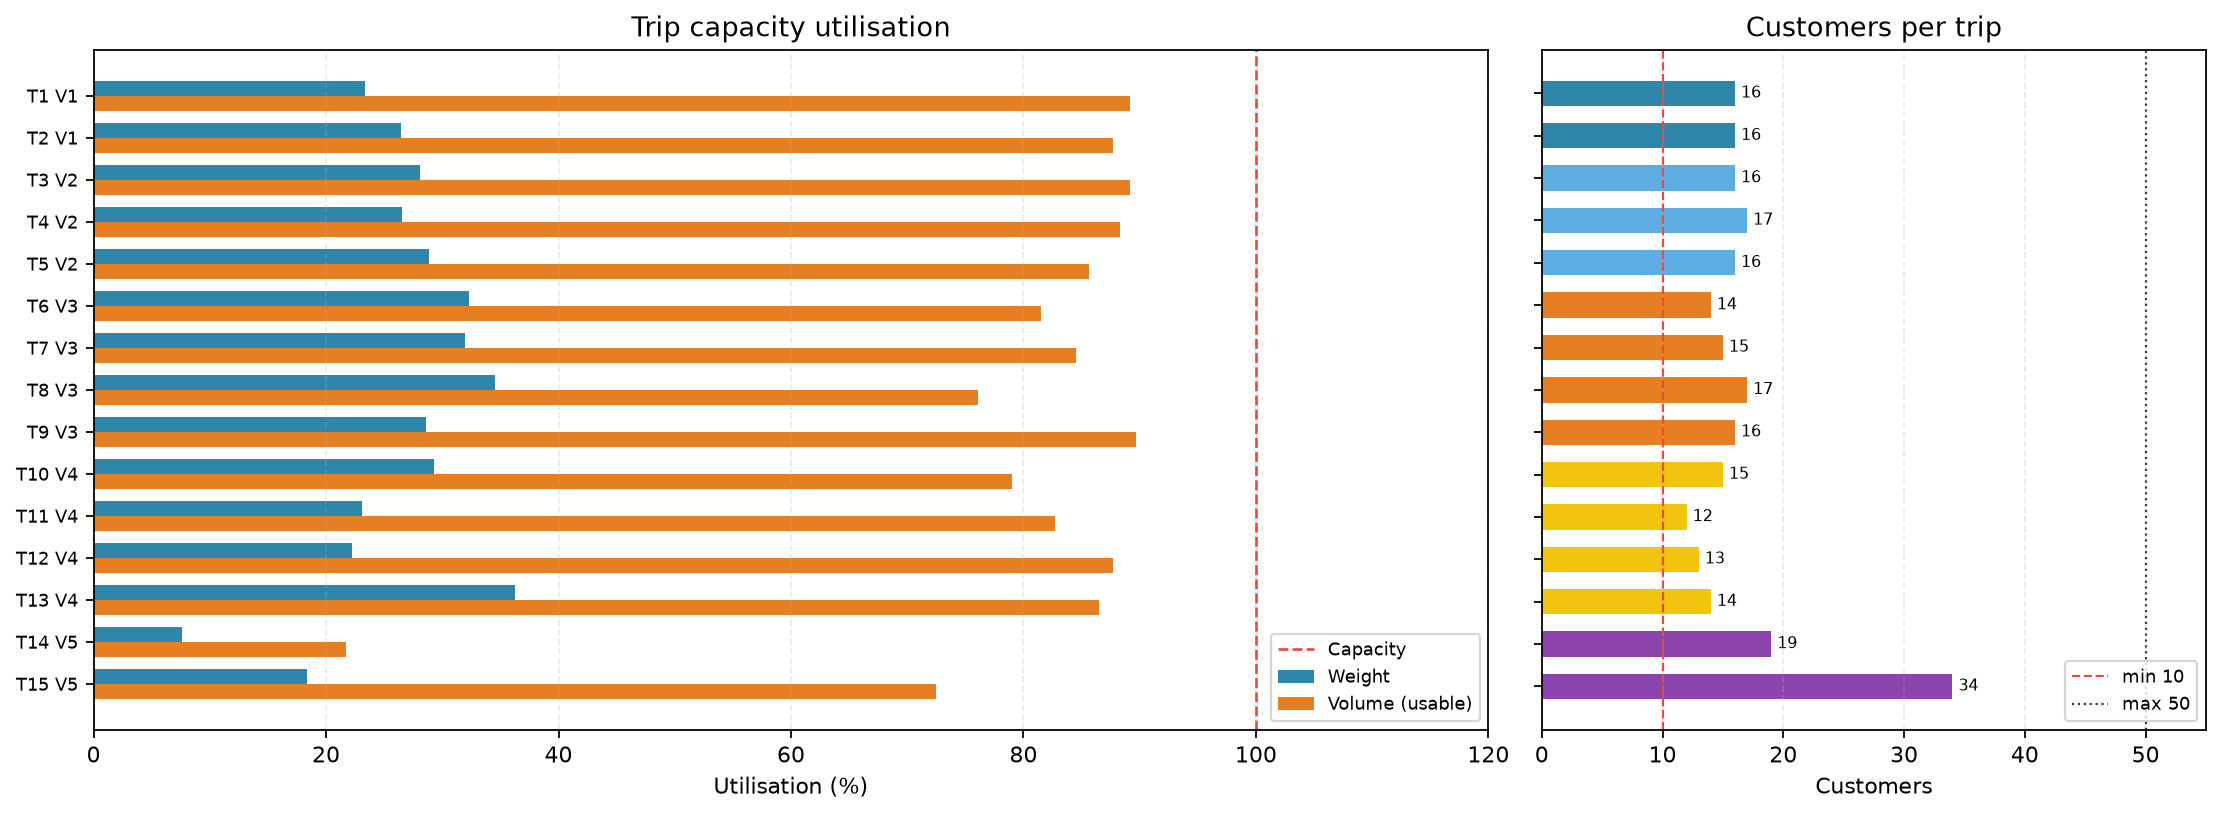 Trip capacity utilisation
T1 V1
T2 V1
T3 V2
T4 V2
T5 V2
T6 V3
T7 V3
T8 V3
T9 V3
T10 V4
T11 V4
T12 V4
T13 V4
T14 V5
T15 V5
Capacity
Weight
Volume (usable)
0 20 40 60 80 100 120
Utilisation (%)
Customers per trip
16
16
16
17
16
14
15
17
16
15
12
13
14
19
34
min 10
max 50
0 10 20 30 40 50
Customers